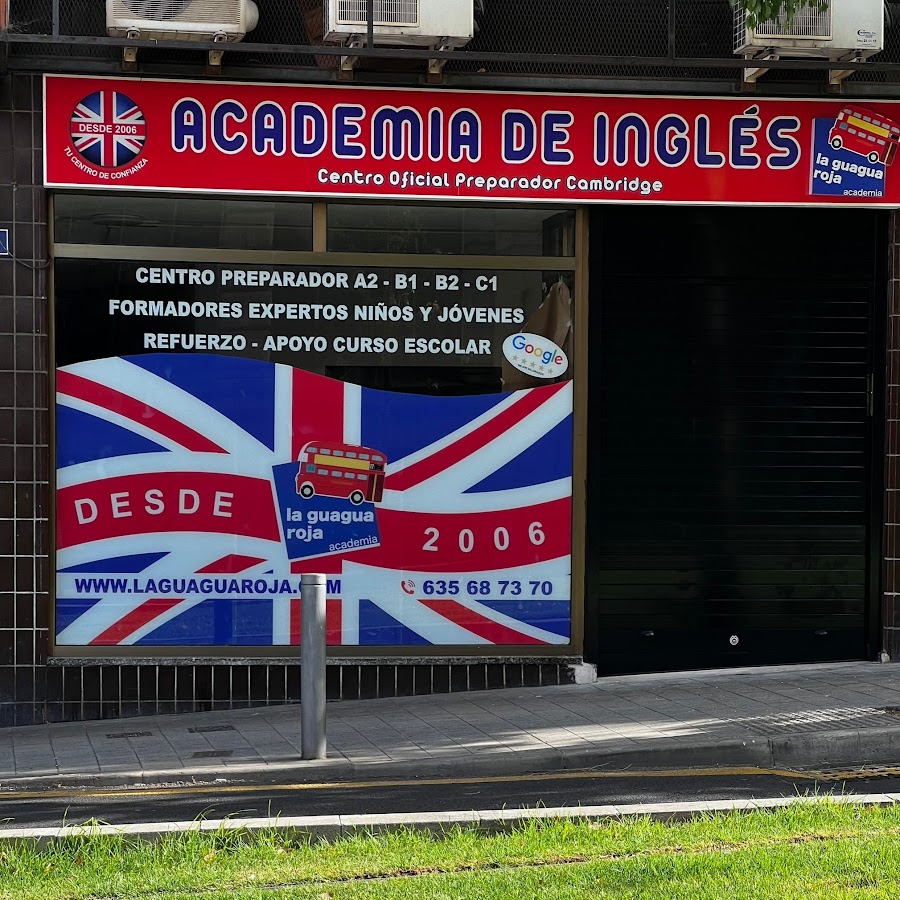 DESDE 2006
TU CENTRO DE CONFIANZA
ACADEMIA DE INGLÉS
Centro Oficial Preparador Cambridge
la guagua
roja
academia
CENTRO PREPARADOR A2 - B1 - B2 - C1
FORMADORES EXPERTOS NIÑOS Y JÓVENES
REFUERZO - APOYO CURSO ESCOLAR
Google
DESDE
2006
la guagua
roja
academia
WWW.LAGUAGUAROJA.COM
635 68 73 70